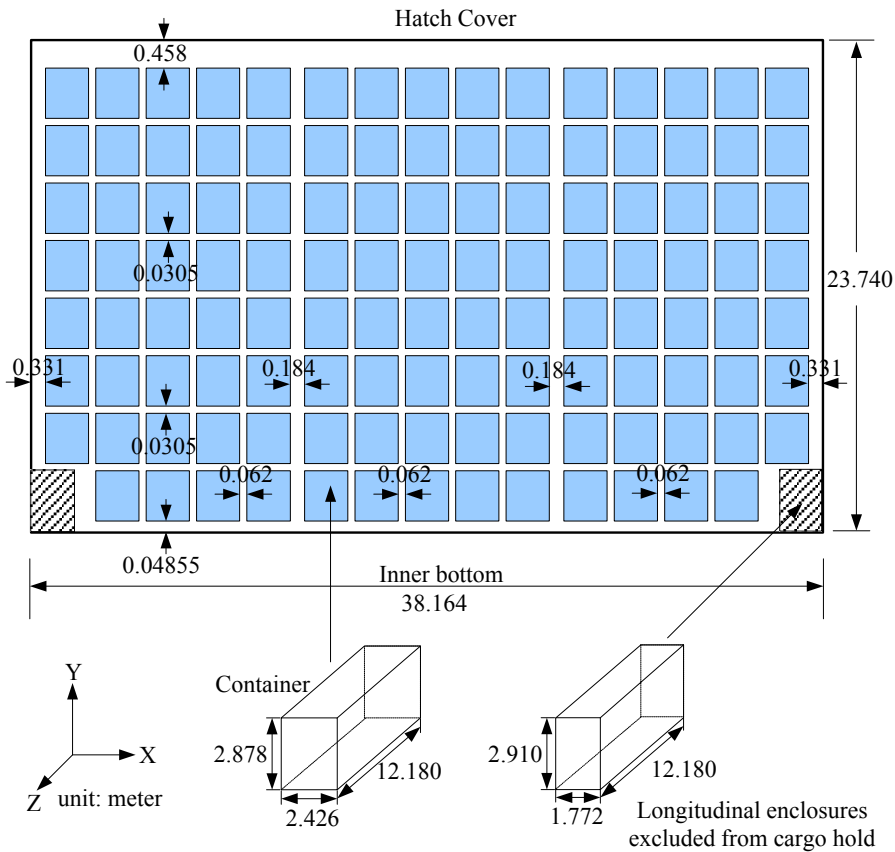 Hatch Cover
0.458
0.0305
23.740
0.331
0.184
0.184
0.331
0.0305
0.062
0.062
0.062
0.04855
Inner bottom
38.164
Y
X
Z
unit: meter
Container
2.878
12.180
2.426
2.910
12.180
1.772
Longitudinal enclosures
excluded from cargo hold